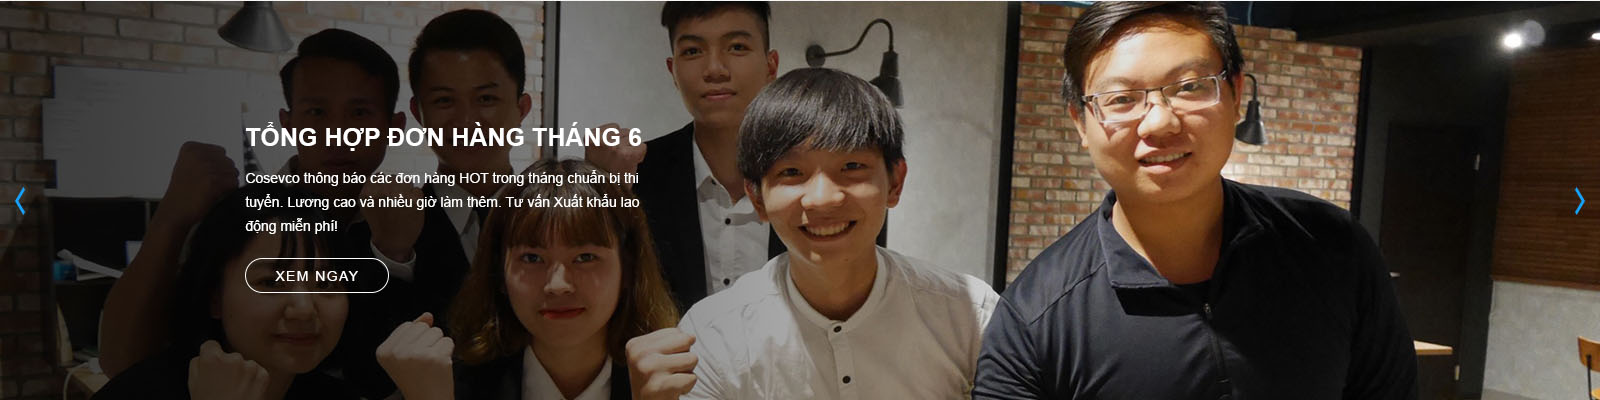 TỔNG HỢP ĐƠN HÀNG THÁNG 6
Cosevco thông báo các đơn hàng HOT trong tháng chuẩn bị thi
tuyển. Lương cao và nhiều giờ làm thêm. Tư vấn Xuất khẩu lao
động miễn phí!
XEM NGAY